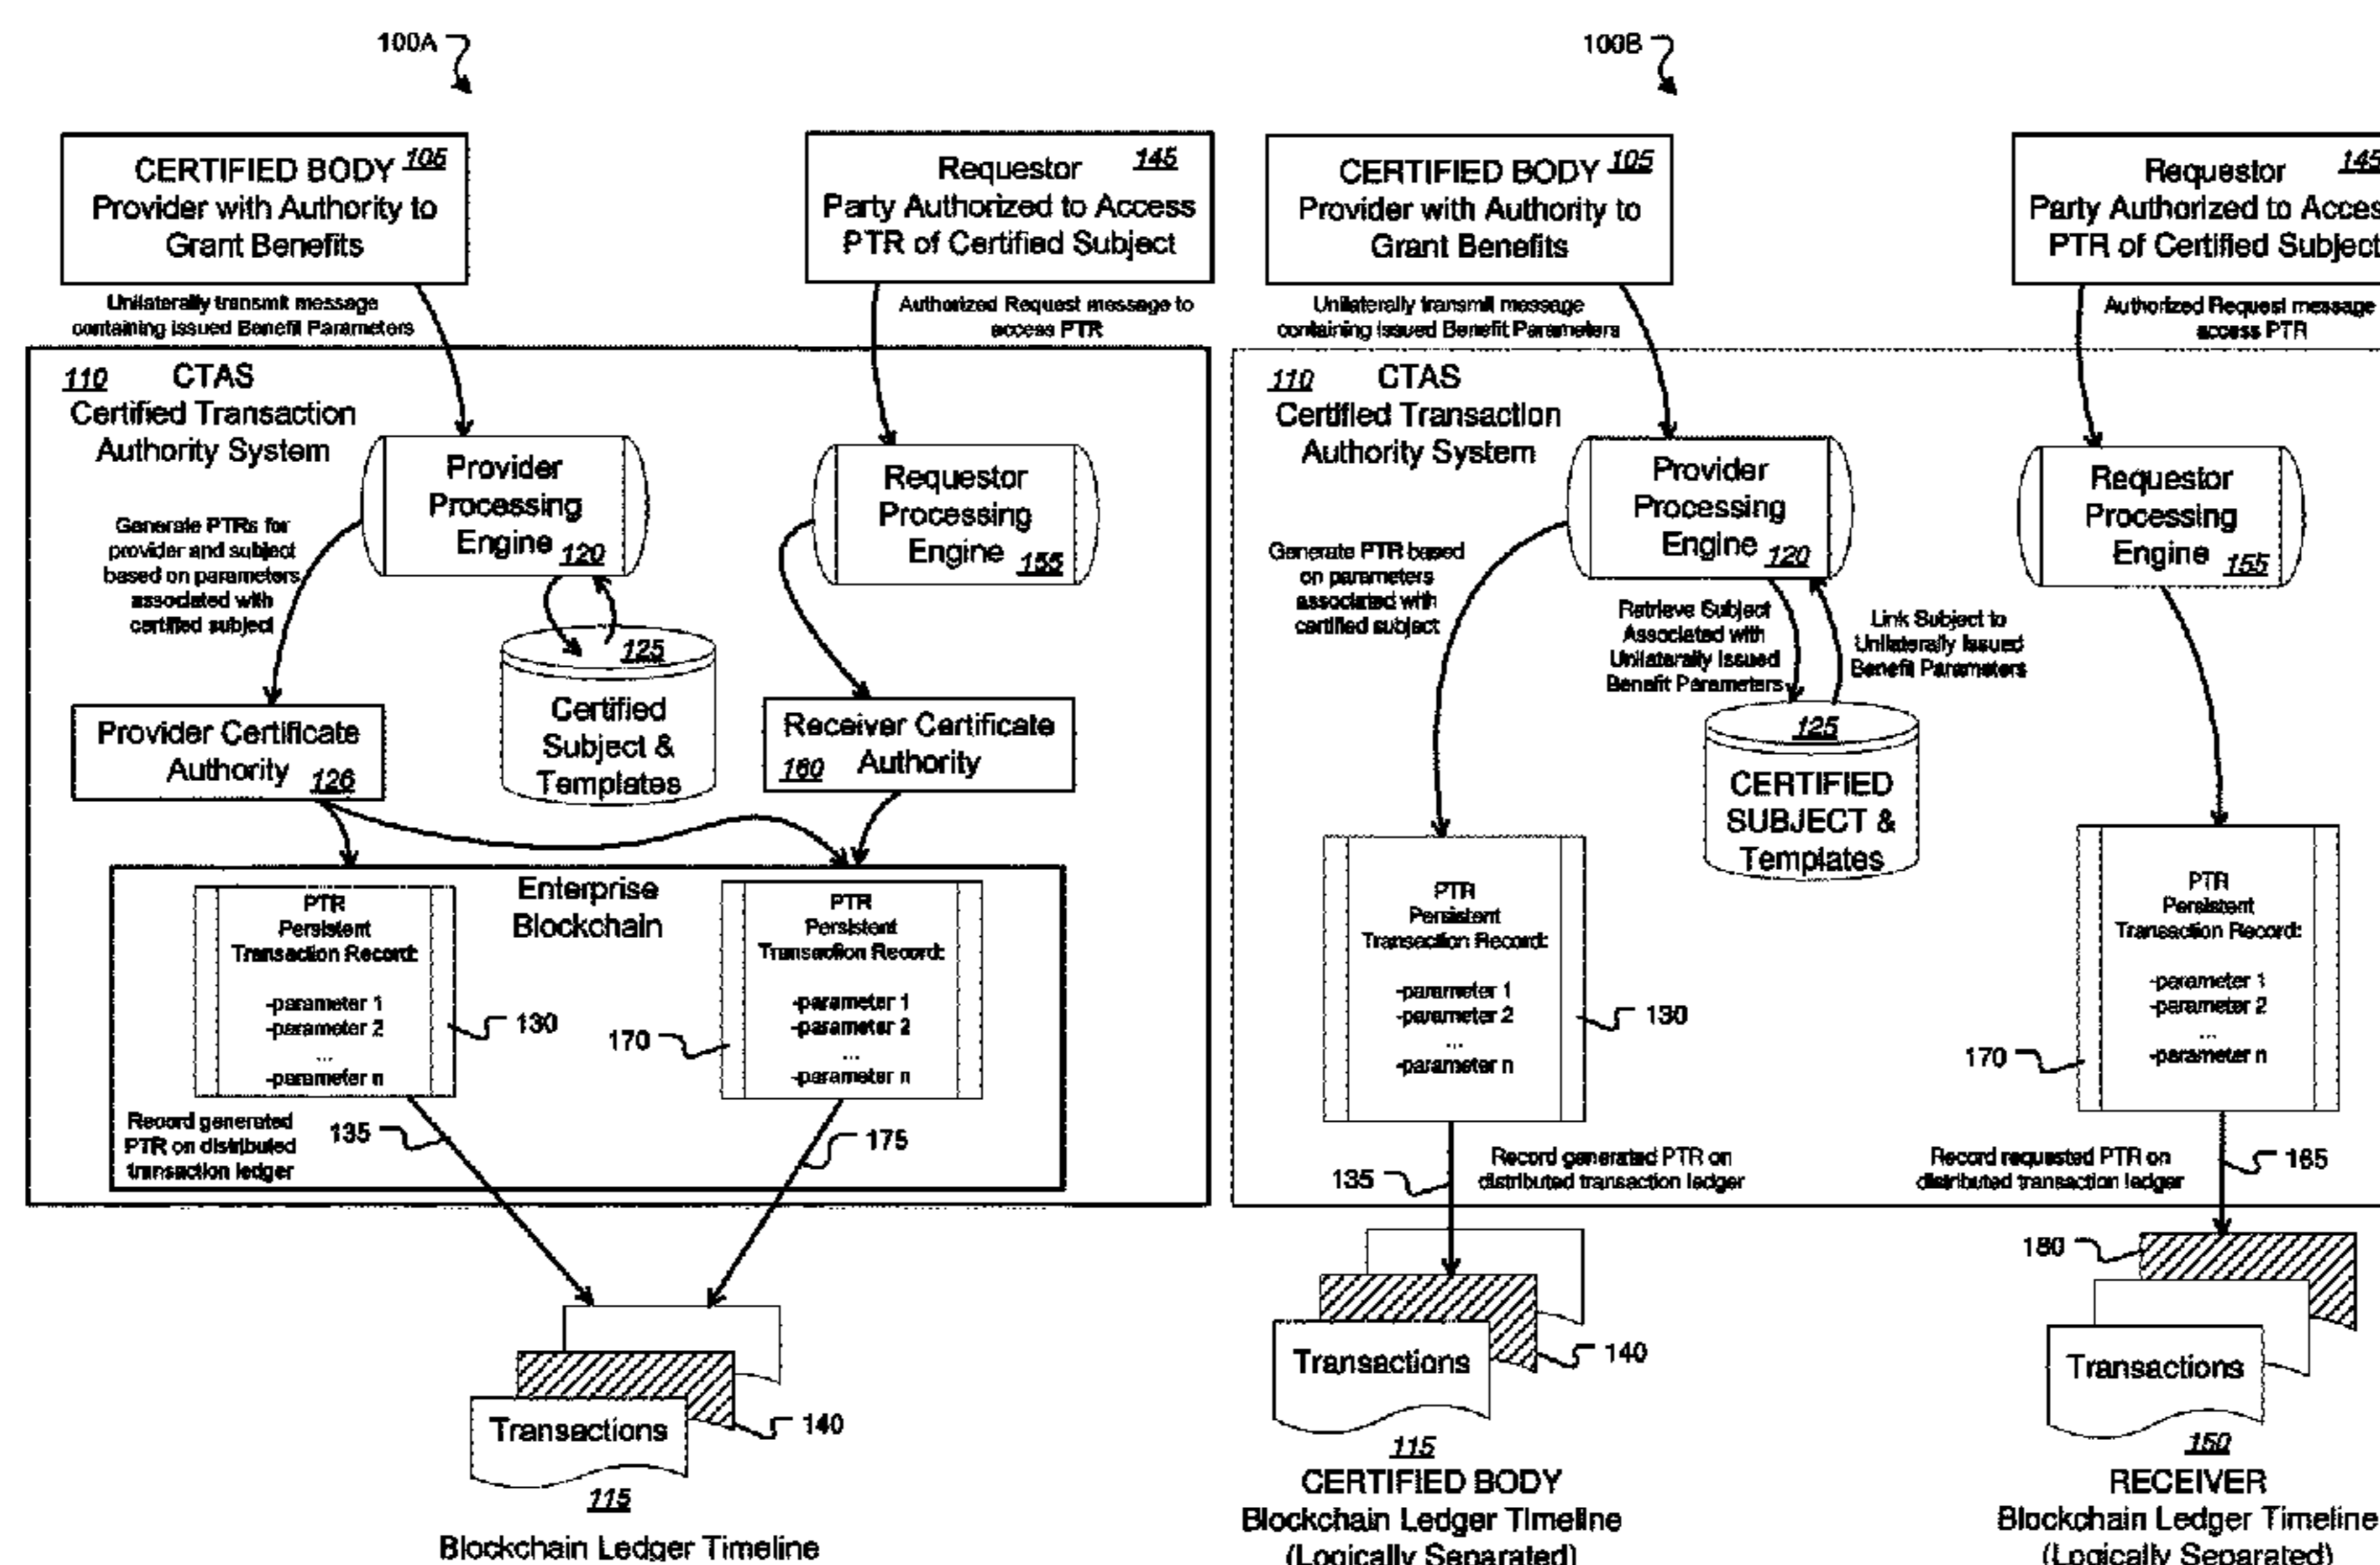 100A
CERTIFIED BODY 105
Provider with Authority to
Grant Benefits
Requestor 145
Party Authorized to Access
PTR of Certified Subject
Unilaterally transmit message
containing issued Benefit Parameters
Authorized Request message to
access PTR
110 CTAS
Certified Transaction
Authority System
Provider
Processing
Engine 120
Requestor
Processing
Engine 155
Generate PTRs for
provider and subject
based on parameters
associated with
certified subject
125
Certified
Subject &
Templates
Provider Certificate
Authority 126
Receiver Certificate
160 Authority
Enterprise
Blockchain
PTR
Persistent
Transaction Record:
-parameter 1
-parameter 2
...
-parameter n
130
PTR
Persistent
Transaction Record:
-parameter 1
-parameter 2
...
-parameter n
170
Record generated
PTR on distributed
transaction ledger
135
175
Transactions
140
115
Blockchain Ledger Timeline
100B
CERTIFIED BODY 105
Provider with Authority to
Grant Benefits
Requestor 145
Party Authorized to Access
PTR of Certified Subject
Unilaterally transmit message
containing Issued Benefit Parameters
Authorized Request message
access PTR
110 CTAS
Certified Transaction
Authority System
Provider
Processing
Engine 120
Requestor
Processing
Engine 155
Generate PTR based
on parameters
associated with
certified subject
Retrieve Subject
Associated with
Unilaterally Issued
Benefit Parameters
Link Subject to
Unilaterally Issued
Benefit Parameters
125
CERTIFIED
SUBJECT &
Templates
PTR
Persistent
Transaction Record:
-parameter 1
-parameter 2
...
-parameter n
130
PTR
Persistent
Transaction Record:
-parameter 1
-parameter 2
...
-parameter n
170
135
Record generated PTR on
distributed transaction ledger
Record requested PTR on
distributed transaction ledger
165
Transactions
140
115
CERTIFIED BODY
Blockchain Ledger Timeline
(Logically Separated)
180
Transactions
150
RECEIVER
Blockchain Ledger Timeline
(Logically Separated)